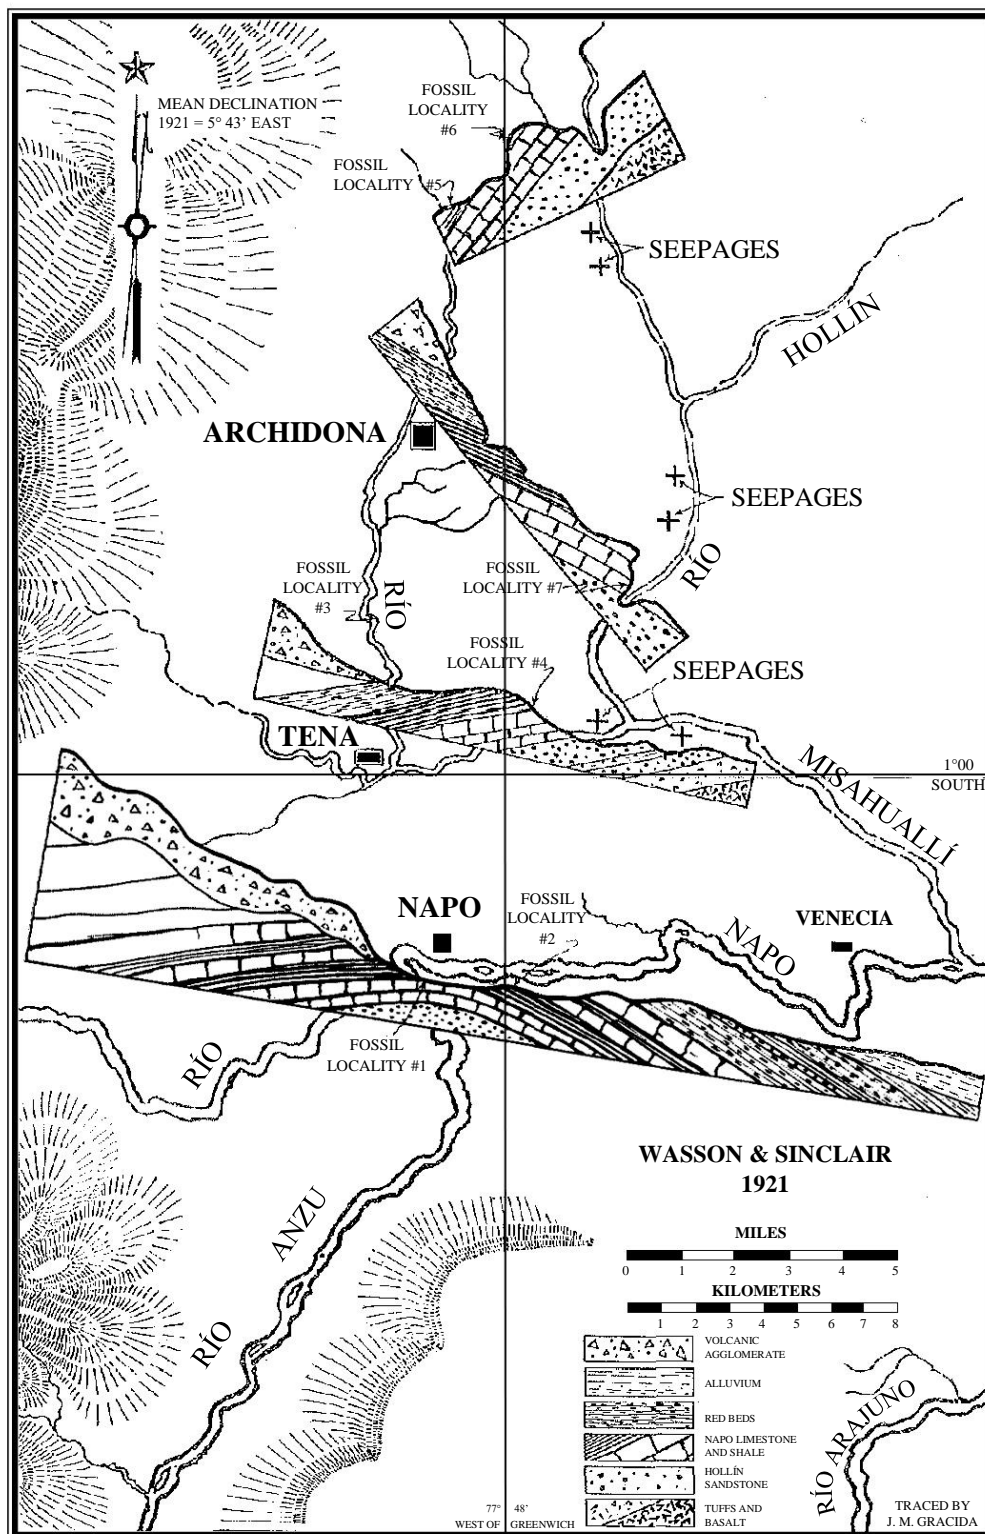 MEAN DECLINATION
1921 = 5° 43' EAST
FOSSIL
LOCALITY
#6
FOSSIL
LOCALITY #5
SEEPAGES
HOLLÍN
ARCHIDONA
SEEPAGES
RÍO
FOSSIL
LOCALITY
#3
RÍO
FOSSIL
LOCALITY #7
FOSSIL
LOCALITY #4
SEEPAGES
TENA
1°00
SOUTH
MISAHUALLÍ
NAPO
FOSSIL
LOCALITY
#2
NAPO
VENECIA
RÍO
FOSSIL
LOCALITY #1
ANZU
RÍO
WASSON & SINCLAIR
1921
MILES
0 1 2 3 4 5
KILOMETERS
1 2 3 4 5 6 7 8
VOLCANIC
AGGLOMERATE
ALLUVIUM
RED BEDS
NAPO LIMESTONE
AND SHALE
HOLLÍN
SANDSTONE
TUFFS AND
BASALT
RÍO ARAJUNO
77° 48'
WEST OF GREENWICH
TRACED BY
J. M. GRACIDA